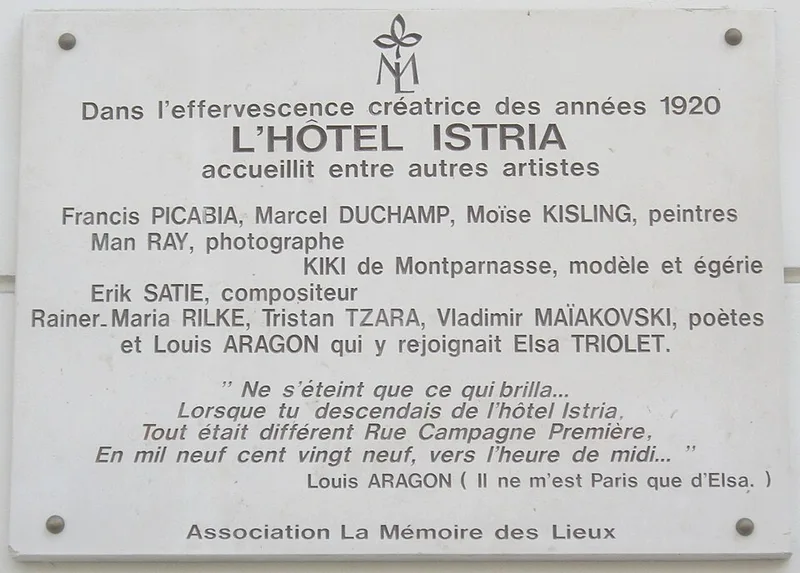 NLM
Dans l'effervescence créatrice des années 1920
L'HÔTEL ISTRIA
accueillit entre autres artistes
Francis PICABIA, Marcel DUCHAMP, Moïse KISLING, peintres
Man RAY, photographe
KIKI de Montparnasse, modèle et égérie
Erik SATIE, compositeur
Rainer-Maria RILKE, Tristan TZARA, Vladimir MAÏAKOVSKI, poètes
et Louis ARAGON qui y rejoignait Elsa TRIOLET.
" Ne s'éteint que ce qui brilla...
Lorsque tu descendais de l'hôtel Istria,
Tout était différent Rue Campagne Première,
En mil neuf cent vingt neuf, vers l'heure de midi... "
Louis ARAGON ( Il ne m'est Paris que d'Elsa. )
Association La Mémoire des Lieux